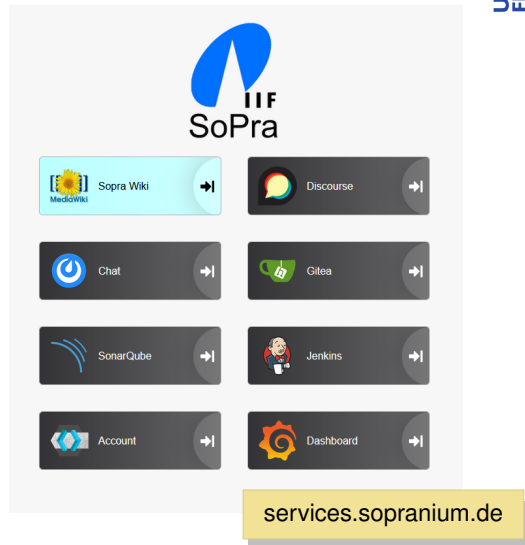 IIF
SoPra
[[MediaWiki]] Sopra Wiki
Discourse
Chat
Gitea
SonarQube
Jenkins
Account
Dashboard
services.sopranium.de